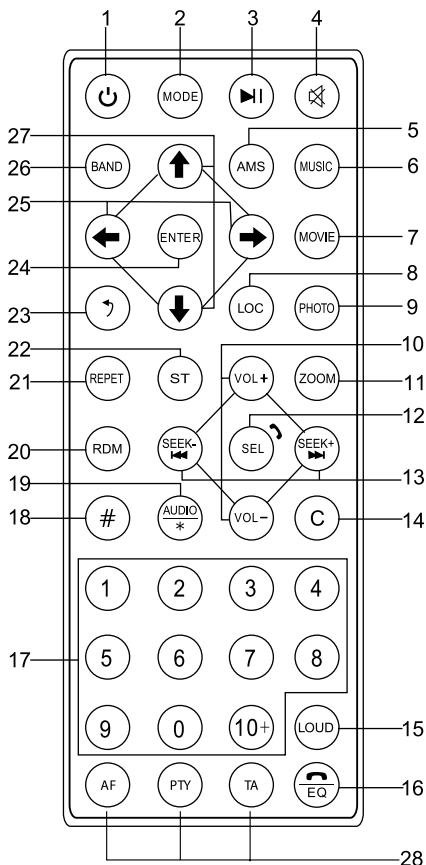 1 2 3 4
MODE
5
27
26 BAND AMS MUSIC 6
25
ENTER MOVIE 7
24 8
23 LOC PHOTO 9
22 10
21 REPET ST VOL+ ZOOM 11
12
20 RDM SEEK- SEL SEEK+
19 13
18 # AUDIO * VOL- C 14
1 2 3 4
17 5 6 7 8
9 0 10+ LOUD 15
AF PTY TA EQ 16
28